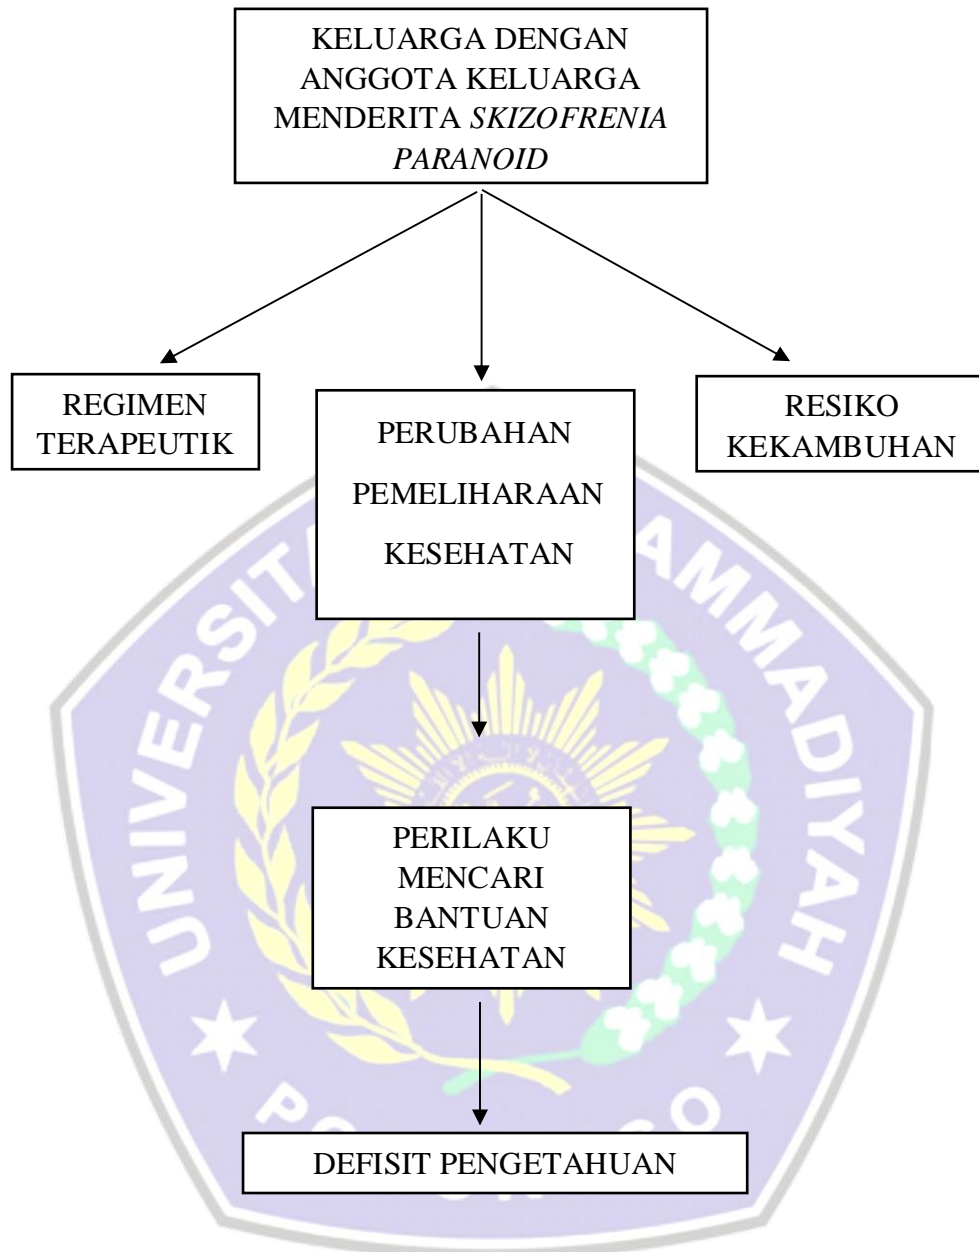 KELUARGA DENGAN
ANGGOTA KELUARGA
MENDERITA SKIZOFRENIA
PARANOID
REGIMEN
TERAPEUTIK
PERUBAHAN
PEMELIHARAAN
KESEHATAN
RESIKO
KEKAMBUHAN
PERILAKU
MENCARI
BANTUAN
KESEHATAN
DEFISIT PENGETAHUAN